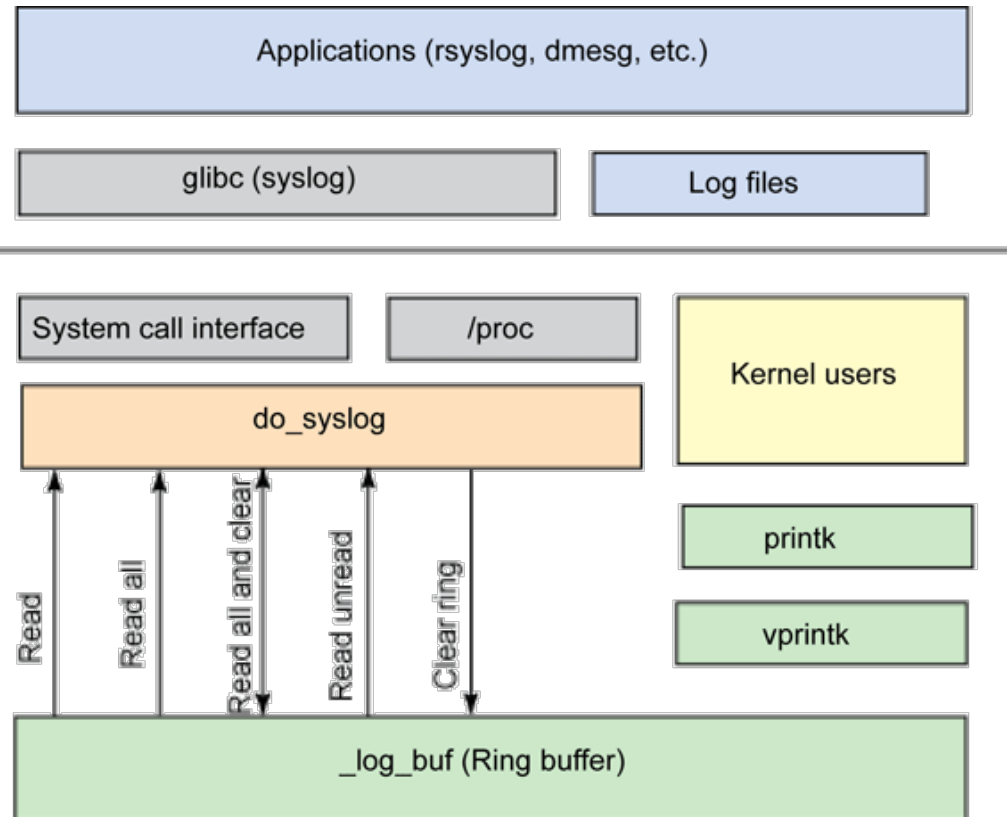 Applications (rsyslog, dmesg, etc.)
glibc (syslog)
Log files
System call interface
/proc
Kernel users
do_syslog
Read
Read all
Read all and clear
Read unread
Clear ring
printk
vprintk
_log_buf (Ring buffer)